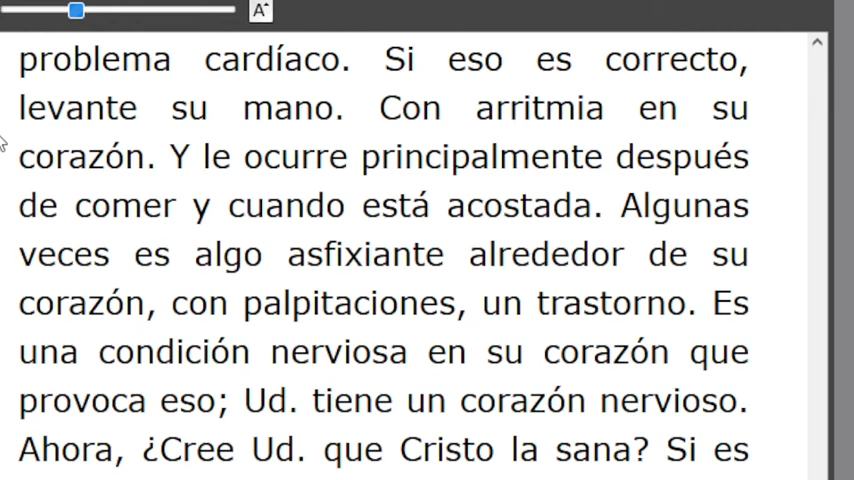 A
problema cardíaco. Si eso es correcto,
levante su mano. Con arritmia en su
corazón. Y le ocurre principalmente después
de comer y cuando está acostada. Algunas
veces es algo asfixiante alrededor de su
corazón, con palpitaciones, un trastorno. Es
una condición nerviosa en su corazón que
provoca eso; Ud. tiene un corazón nervioso.
Ahora, ¿Cree Ud. que Cristo la sana? Si es